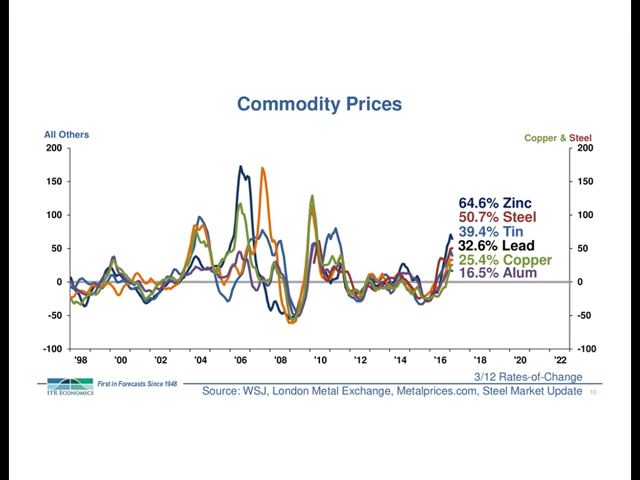 Commodity Prices
All Others
Copper & Steel
200
200
150
150
100
100
50
50
0
0
-50
-50
-100
-100
'98 '00 '02 '04 '06 '08 '10 '12 '14 '16 '18 '20 '22
64.6% Zinc
50.7% Steel
39.4% Tin
32.6% Lead
25.4% Copper
16.5% Alum
3/12 Rates-of-Change
ITR ECONOMICS
First in Forecasts Since 1948
Source: WSJ, London Metal Exchange, Metalprices.com, Steel Market Update
10